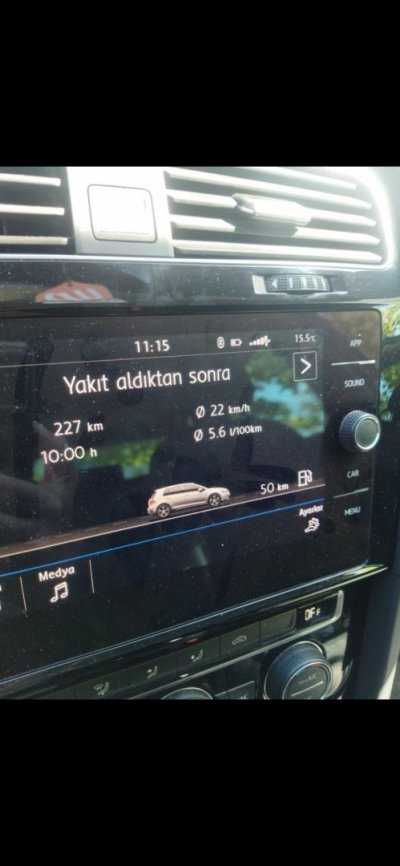 11:15
15.5°C
APP
Yakıt aldıktan sonra
SOUND
227 km
Ø 22 km/h
10:00 h
Ø 5.6 l/100km
CAR
50 km
Ayarlar
MENU
Medya
OFF